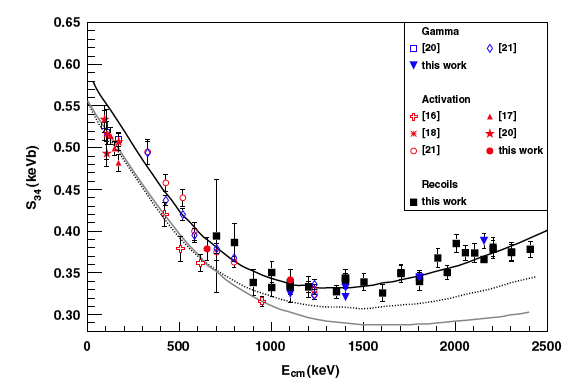 S34 (keVb)
0.65
0.60
0.55
0.50
0.45
0.40
0.35
0.30
0
500
1000
1500
2000
2500
Ecm (keV)
Gamma
[20] [21]
this work
Activation
[16] [17]
[18] [20]
[21] this work
Recoils
this work